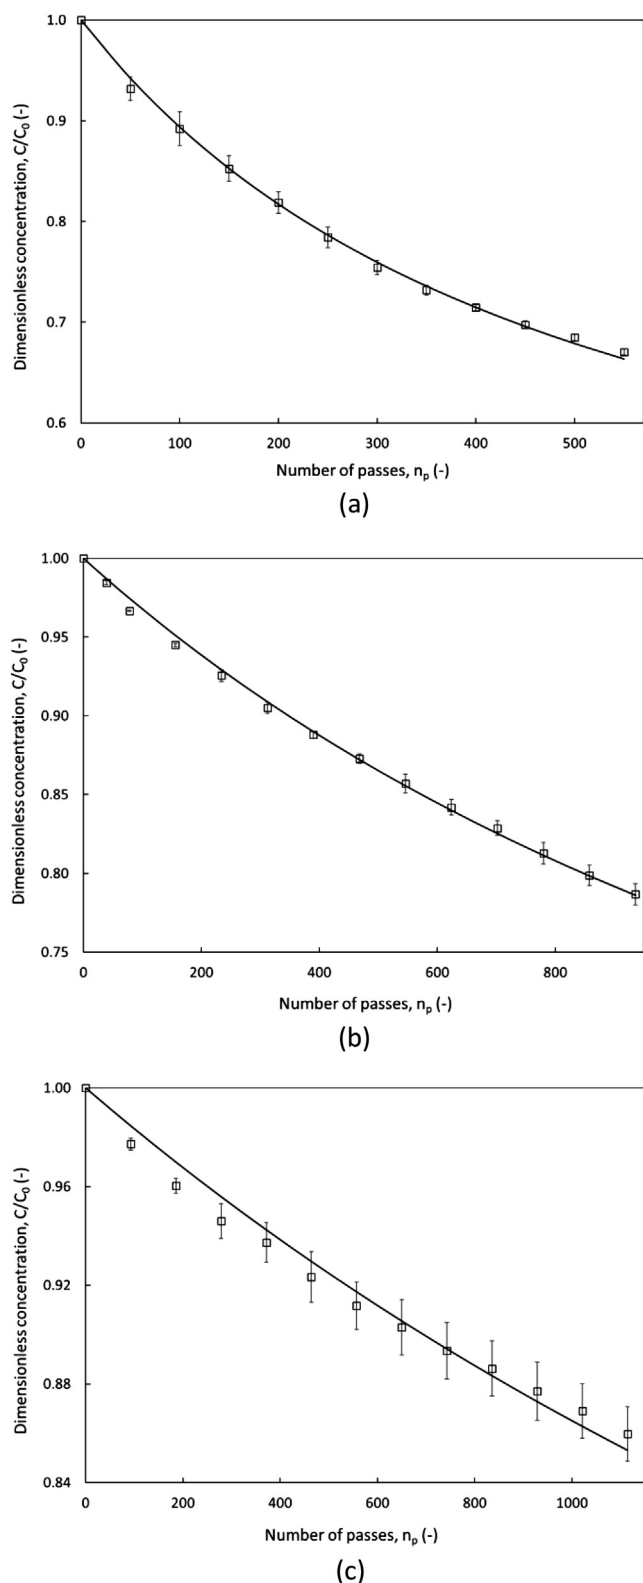 1.0
0.9
0.8
0.7
0.6
Dimensionless concentration, C/C₀ (-)
0 100 200 300 400 500
Number of passes, nₚ (-)
(a)
1.00
0.95
0.90
0.85
0.80
0.75
Dimensionless concentration, C/C₀ (-)
0 200 400 600 800
Number of passes, nₚ (-)
(b)
1.00
0.96
0.92
0.88
0.84
Dimensionless concentration, C/C₀ (-)
0 200 400 600 800 1000
Number of passes, nₚ (-)
(c)